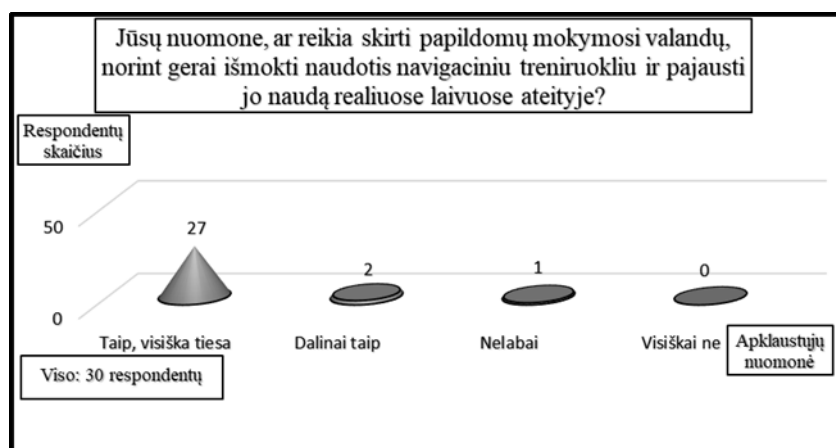 Jūsų nuomone, ar reikia skirti papildomų mokymosi valandų,
norint gerai išmokti naudotis navigaciniu treniruokliu ir pajausti
jo naudą realiuose laivuose ateityje?
Respondentų
skaičius
50
0
27
2
1
0
Taip, visiška tiesa
Dalinai taip
Nelabai
Visiškai ne
Apklaustųjų
nuomonė
Viso: 30 respondentų